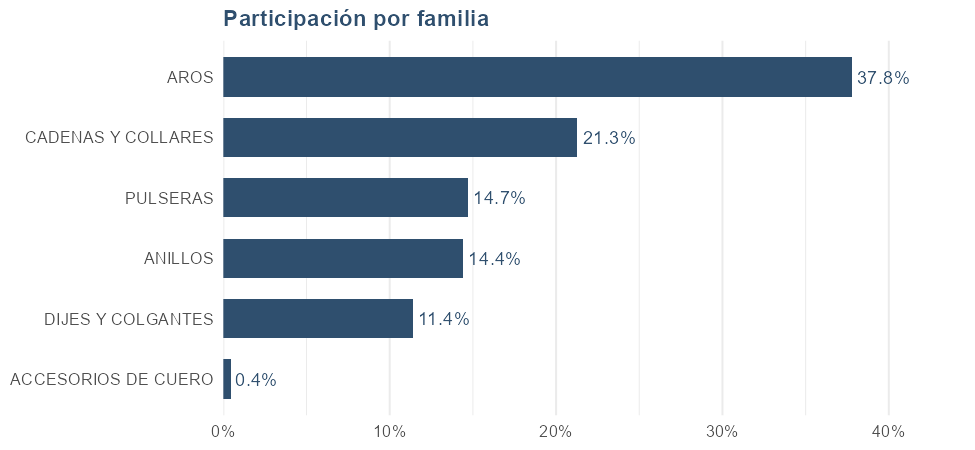 Participación por familia
AROS 37.8%
CADENAS Y COLLARES 21.3%
PULSERAS 14.7%
ANILLOS 14.4%
DIJES Y COLGANTES 11.4%
ACCESORIOS DE CUERO 0.4%
0% 10% 20% 30% 40%